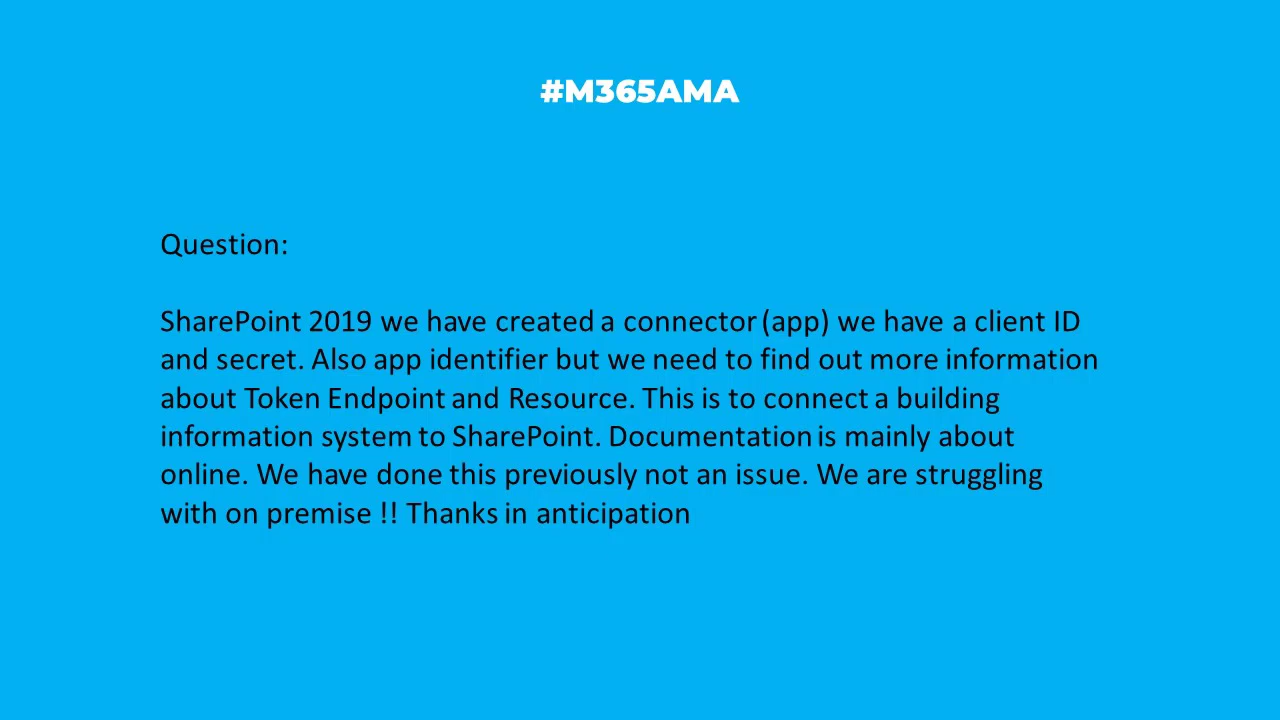 #M365AMA
Question:
SharePoint 2019 we have created a connector (app) we have a client ID
and secret. Also app identifier but we need to find out more information
about Token Endpoint and Resource. This is to connect a building
information system to SharePoint. Documentation is mainly about
online. We have done this previously not an issue. We are struggling
with on premise !! Thanks in anticipation